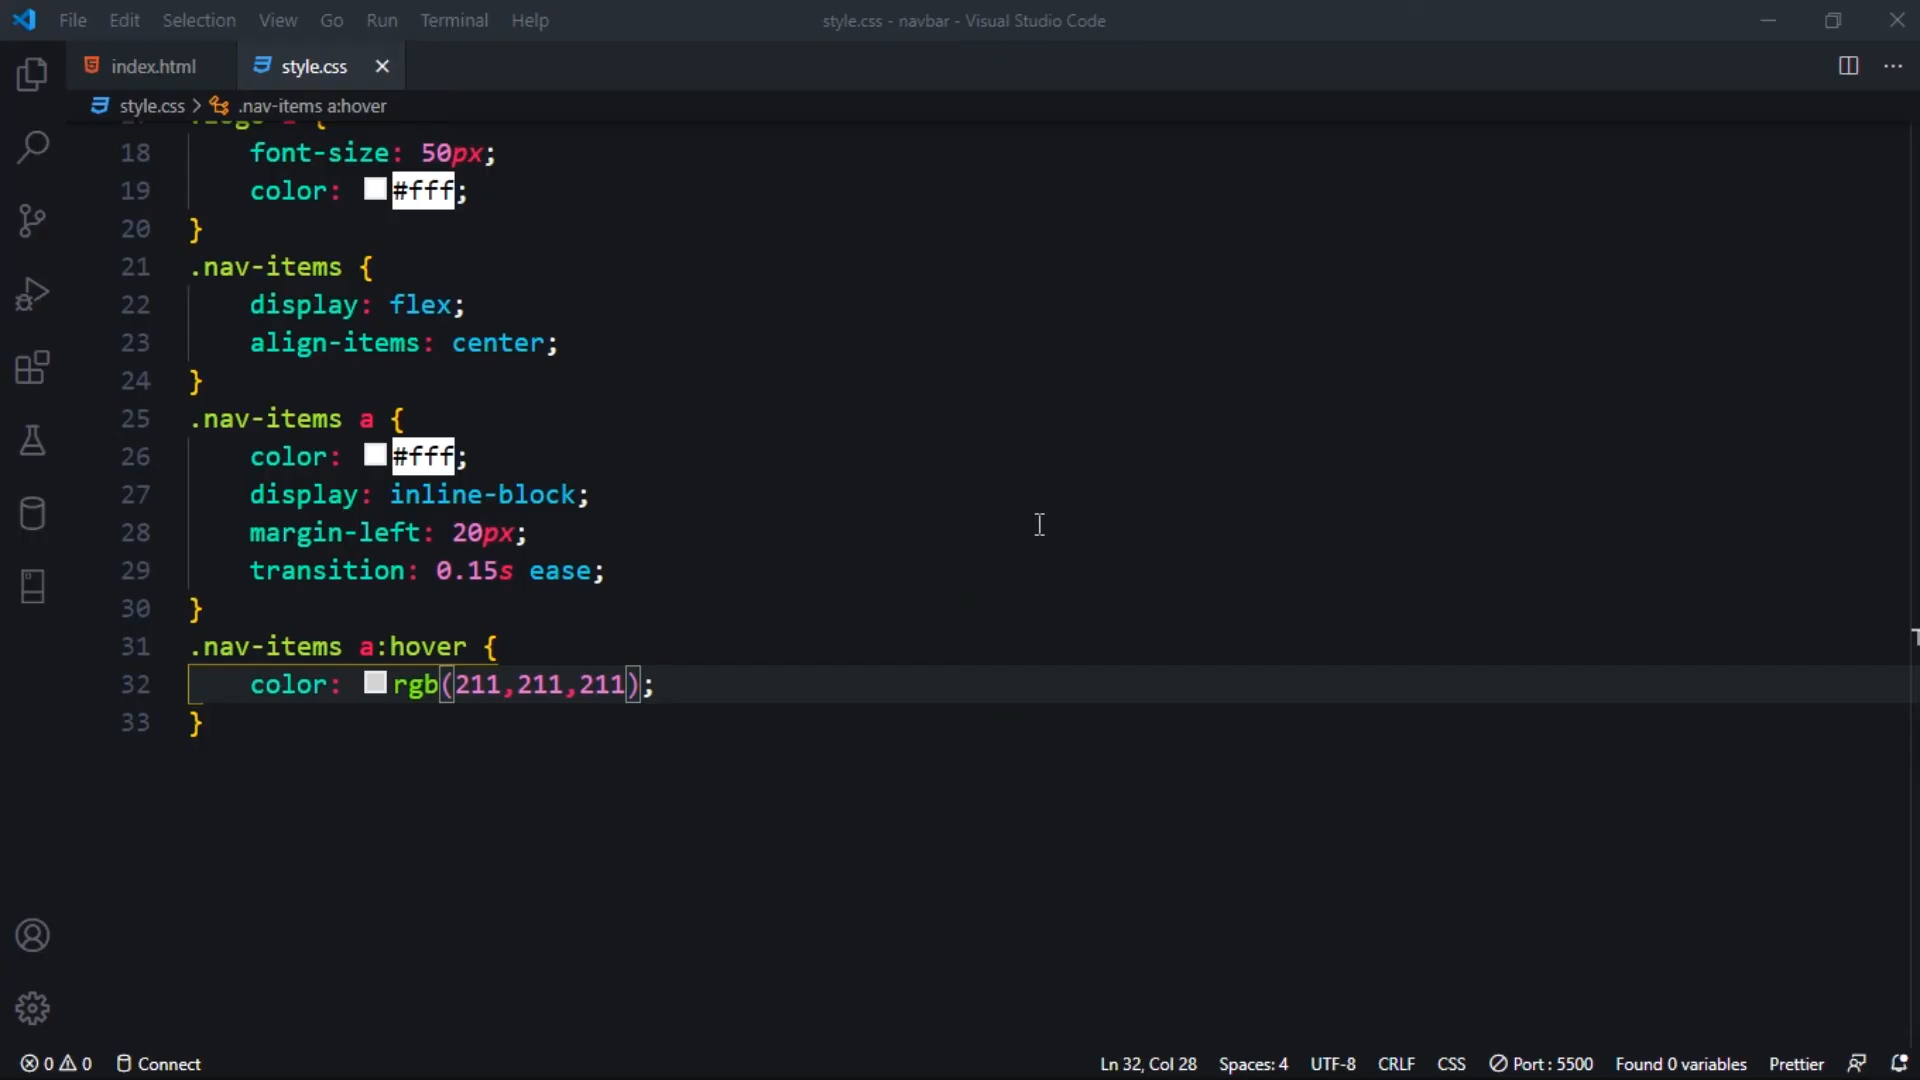 File Edit Selection View Go Run Terminal Help style.css - navbar - Visual Studio Code
index.html style.css
style.css > .nav-items a:hover
18 font-size: 50px;
19 color: #fff;
20 }
21 .nav-items {
22 display: flex;
23 align-items: center;
24 }
25 .nav-items a {
26 color: #fff;
27 display: inline-block;
28 margin-left: 20px;
29 transition: 0.15s ease;
30 }
31 .nav-items a:hover {
32 color: rgb(211,211,211);
33 }
0 0 Connect Ln 32, Col 28 Spaces: 4 UTF-8 CRLF CSS Port : 5500 Found 0 variables Prettier